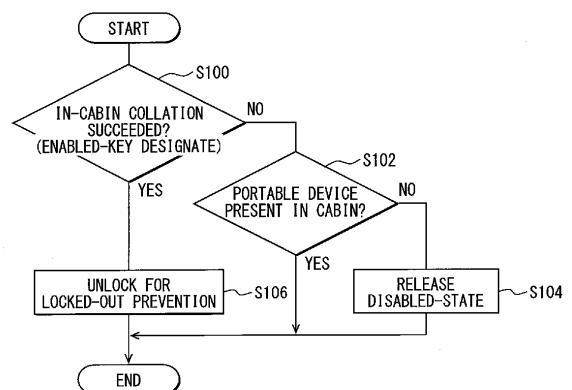 START
S100
IN-CABIN COLLATION
SUCCEEDED?
(ENABLED-KEY DESIGNATE)
NO
YES
S102
PORTABLE DEVICE
PRESENT IN CABIN?
NO
YES
UNLOCK FOR
LOCKED-OUT PREVENTION
S106
RELEASE
DISABLED-STATE
S104
END